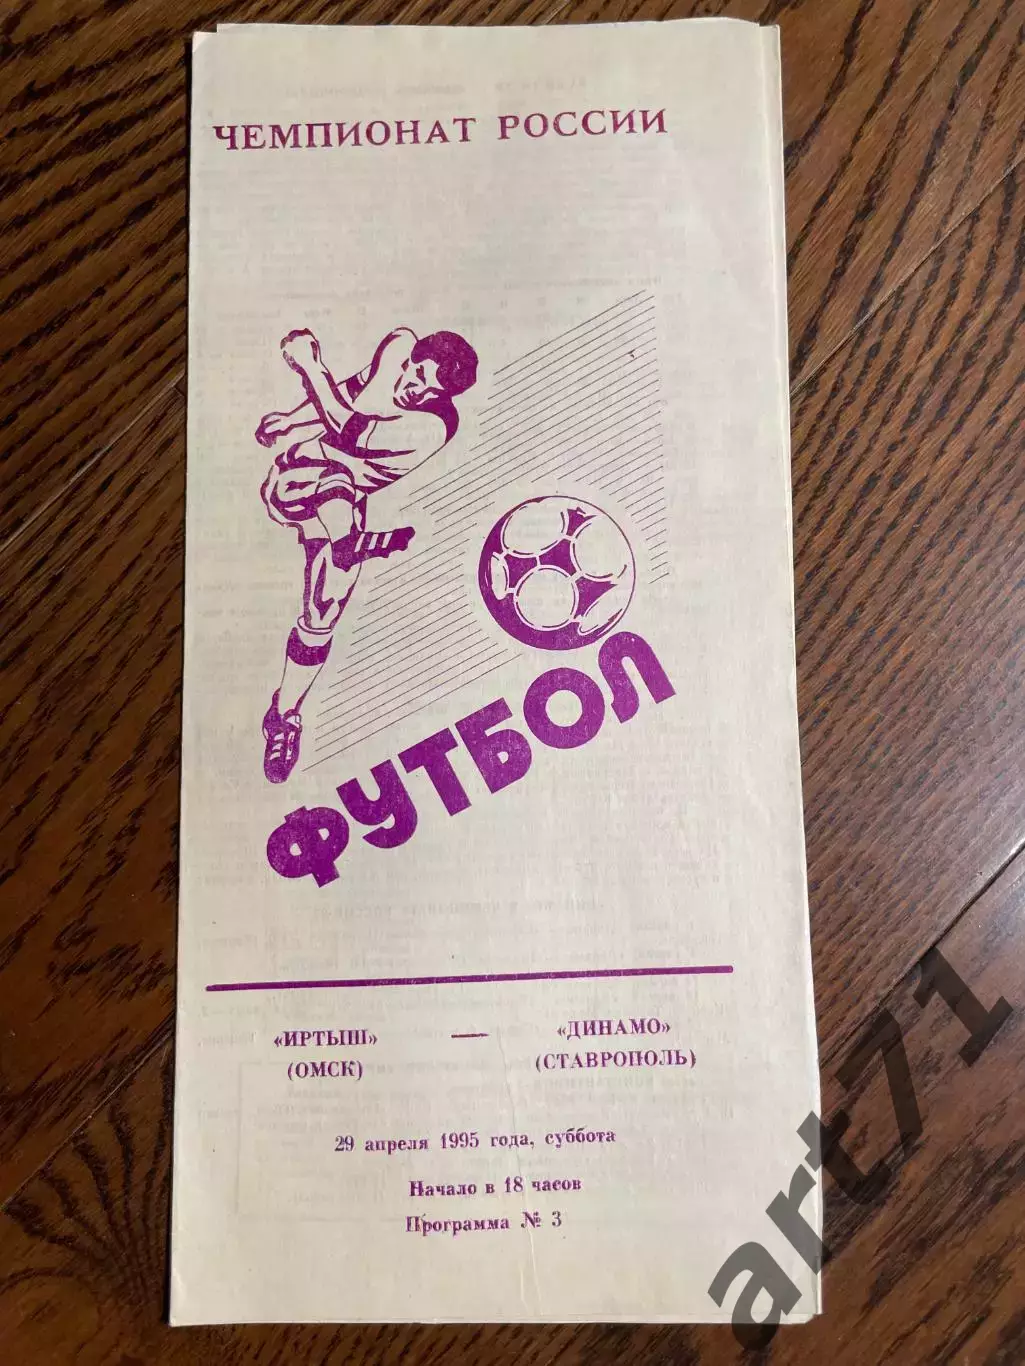 ЧЕМПИОНАТ РОССИИ
ФУТБОЛ
«ИРТЫШ» — «ДИНАМО»
(ОМСК) (СТАВРОПОЛЬ)
29 апреля 1995 года, суббота
Начало в 18 часов
Программа № 3
art71